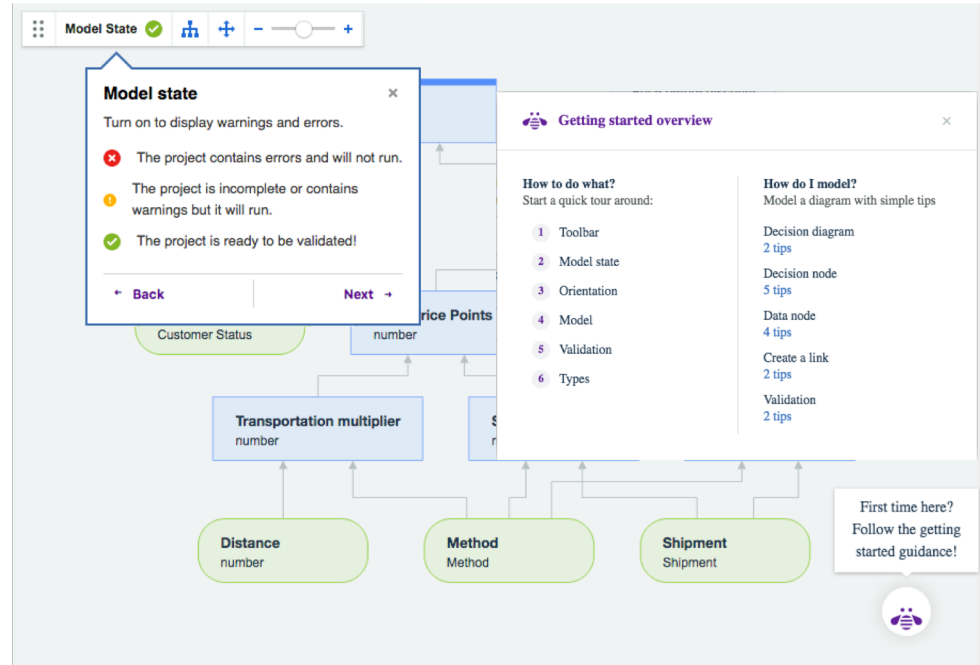 Model State
Model state
Turn on to display warnings and errors.
The project contains errors and will not run.
The project is incomplete or contains
warnings but it will run.
The project is ready to be validated!
← Back
Next →
Getting started overview
How to do what?
Start a quick tour around:
1 Toolbar
2 Model state
3 Orientation
4 Model
5 Validation
6 Types
How do I model?
Model a diagram with simple tips
Decision diagram
2 tips
Decision node
5 tips
Data node
4 tips
Create a link
2 tips
Validation
2 tips
Customer Status
Points
number
Transportation multiplier
number
Distance
number
Method
Method
Shipment
Shipment
First time here?
Follow the getting
started guidance!